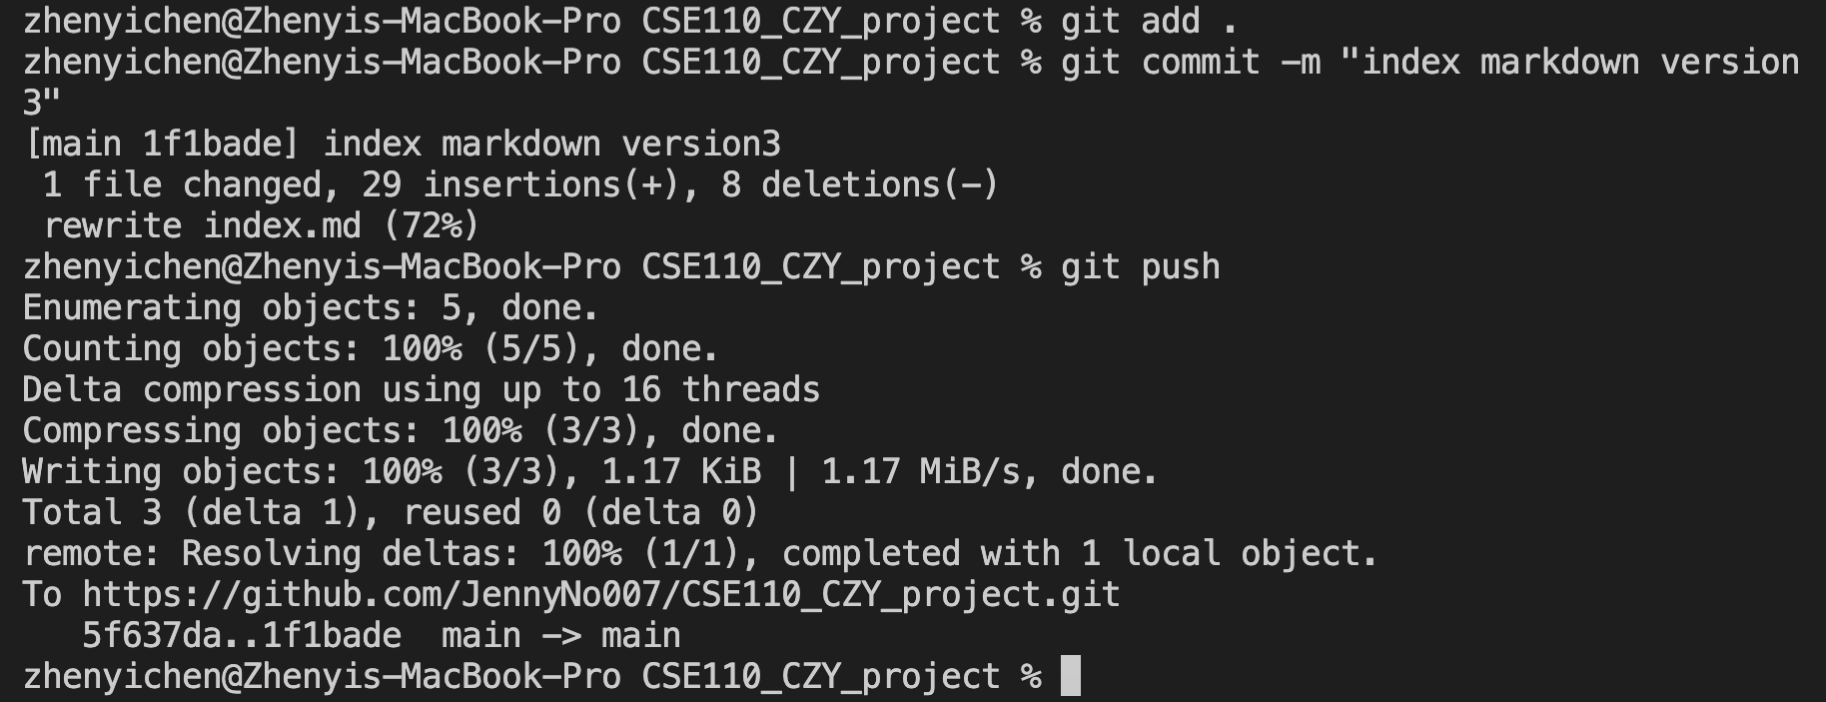 zhenyichen@Zhenyis-MacBook-Pro CSE110_CZY_project % git add .
zhenyichen@Zhenyis-MacBook-Pro CSE110_CZY_project % git commit -m "index markdown version
3"
[main 1f1bade] index markdown version3
 1 file changed, 29 insertions(+), 8 deletions(-)
 rewrite index.md (72%)
zhenyichen@Zhenyis-MacBook-Pro CSE110_CZY_project % git push
Enumerating objects: 5, done.
Counting objects: 100% (5/5), done.
Delta compression using up to 16 threads
Compressing objects: 100% (3/3), done.
Writing objects: 100% (3/3), 1.17 KiB | 1.17 MiB/s, done.
Total 3 (delta 1), reused 0 (delta 0)
remote: Resolving deltas: 100% (1/1), completed with 1 local object.
To https://github.com/JennyNo007/CSE110_CZY_project.git
   5f637da..1f1bade  main -> main
zhenyichen@Zhenyis-MacBook-Pro CSE110_CZY_project %